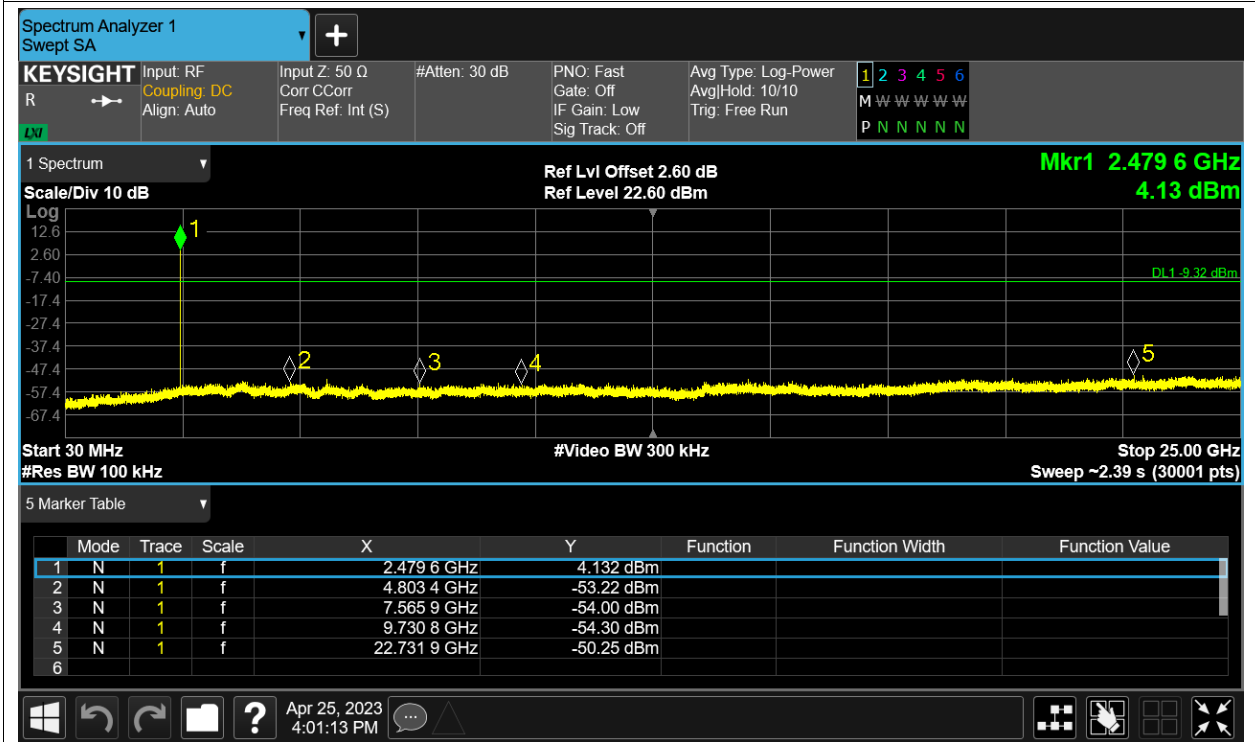 Spectrum Analyzer 1
Swept SA
KEYSIGHT Input: RF Input Z: 50 Ω #Atten: 30 dB PNO: Fast Avg Type: Log-Power 1 2 3 4 5 6
R Coupling: DC Corr CCorr Gate: Off Avg|Hold: 10/10 M W W W W W
Align: Auto Freq Ref: Int (S) IF Gain: Low Trig: Free Run
LXI Sig Track: Off P N N N N N
1 Spectrum Ref Lvl Offset 2.60 dB Mkr1 2.479 6 GHz
Scale/Div 10 dB Ref Level 22.60 dBm 4.13 dBm
Log
1
12.6
2.60
-7.40 DL1 -9.32 dBm
-17.4
-27.4
-37.4
2 3 4 5
-47.4
-57.4
-67.4
Start 30 MHz #Video BW 300 kHz Stop 25.00 GHz
#Res BW 100 kHz Sweep ~2.39 s (30001 pts)
5 Marker Table
Mode Trace Scale X Y Function Function Width Function Value
1 N 1 f 2.479 6 GHz 4.132 dBm
2 N 1 f 4.803 4 GHz -53.22 dBm
3 N 1 f 7.565 9 GHz -54.00 dBm
4 N 1 f 9.730 8 GHz -54.30 dBm
5 N 1 f 22.731 9 GHz -50.25 dBm
6
? Apr 25, 2023
4:01:13 PM